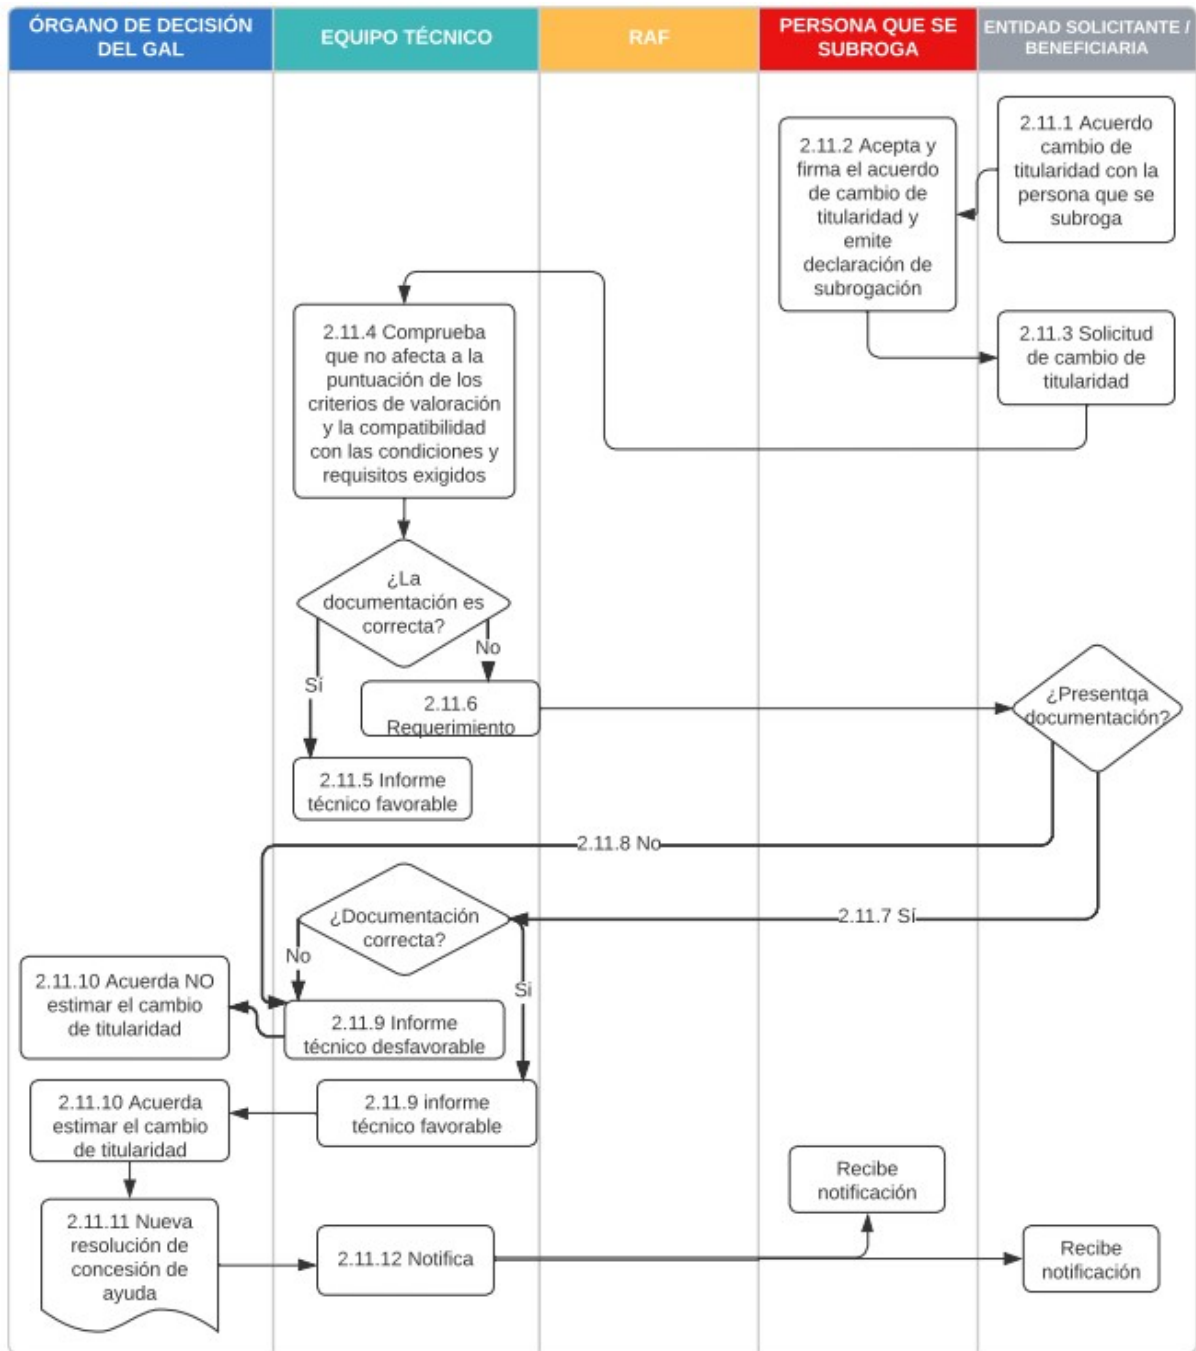 ÓRGANO DE DECISIÓN
DEL GAL
EQUIPO TÉCNICO
RAF
PERSONA QUE SE
SUBROGA
ENTIDAD SOLICITANTE /
BENEFICIARIA
2.11.1 Acuerdo
cambio de
titularidad con la
persona que se
subroga
2.11.2 Acepta y
firma el acuerdo
de cambio de
titularidad y
emite
declaración de
subrogación
2.11.3 Solicitud
de cambio de
titularidad
2.11.4 Comprueba
que no afecta a la
puntuación de los
criterios de valoración
y la compatibilidad
con las condiciones y
requisitos exigidos
¿La
documentación es
correcta?
No
Sí
2.11.6
Requerimiento
¿Presentqa
documentación?
2.11.5 Informe
técnico favorable
2.11.8 No
2.11.7 Sí
¿Documentación
correcta?
No
Si
2.11.10 Acuerda NO
estimar el cambio
de titularidad
2.11.9 Informe
técnico desfavorable
2.11.10 Acuerda
estimar el cambio
de titularidad
2.11.9 informe
técnico favorable
2.11.11 Nueva
resolución de
concesión de
ayuda
2.11.12 Notifica
Recibe
notificación
Recibe
notificación